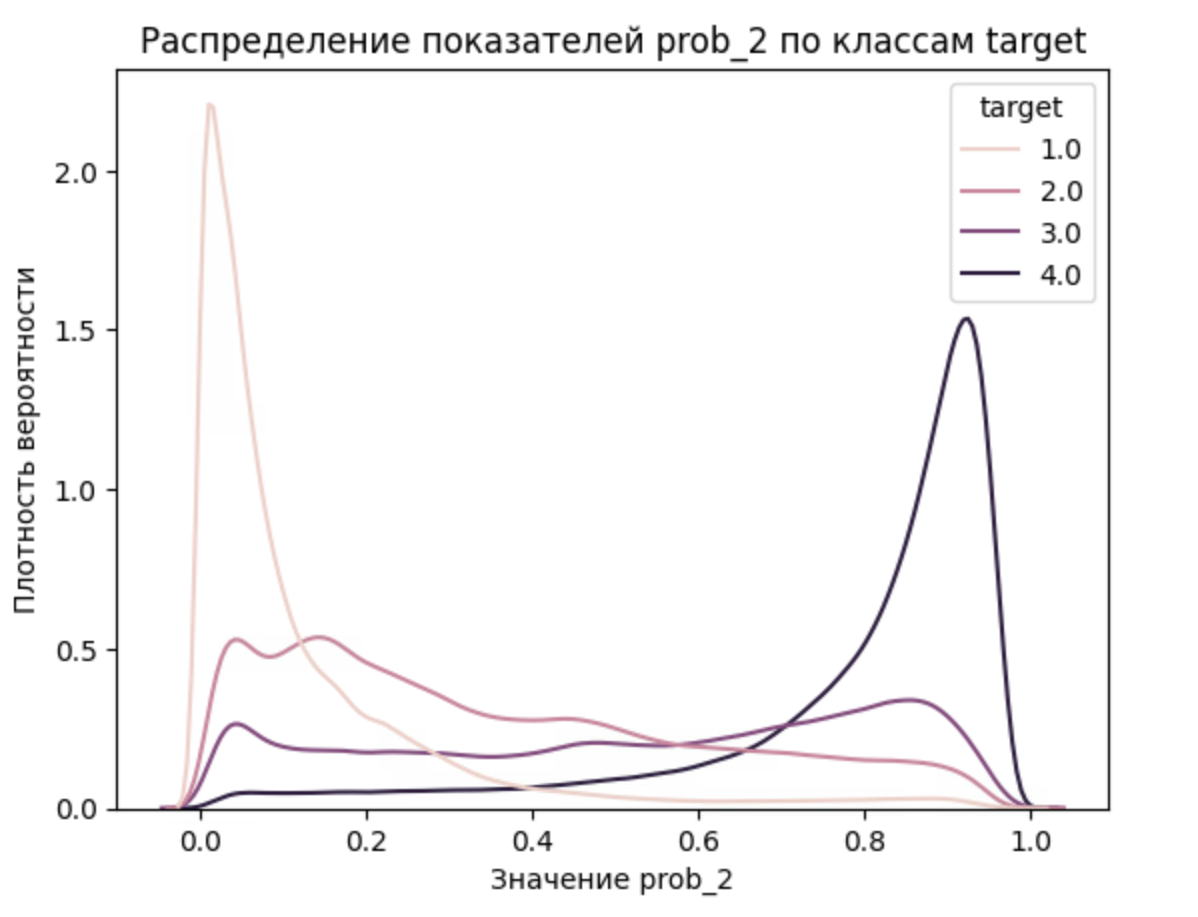 Распределение показателей prob_2 по классам target
target
1.0
2.0
3.0
4.0
Плотность вероятности
2.0
1.5
1.0
0.5
0.0
0.0 0.2 0.4 0.6 0.8 1.0
Значение prob_2